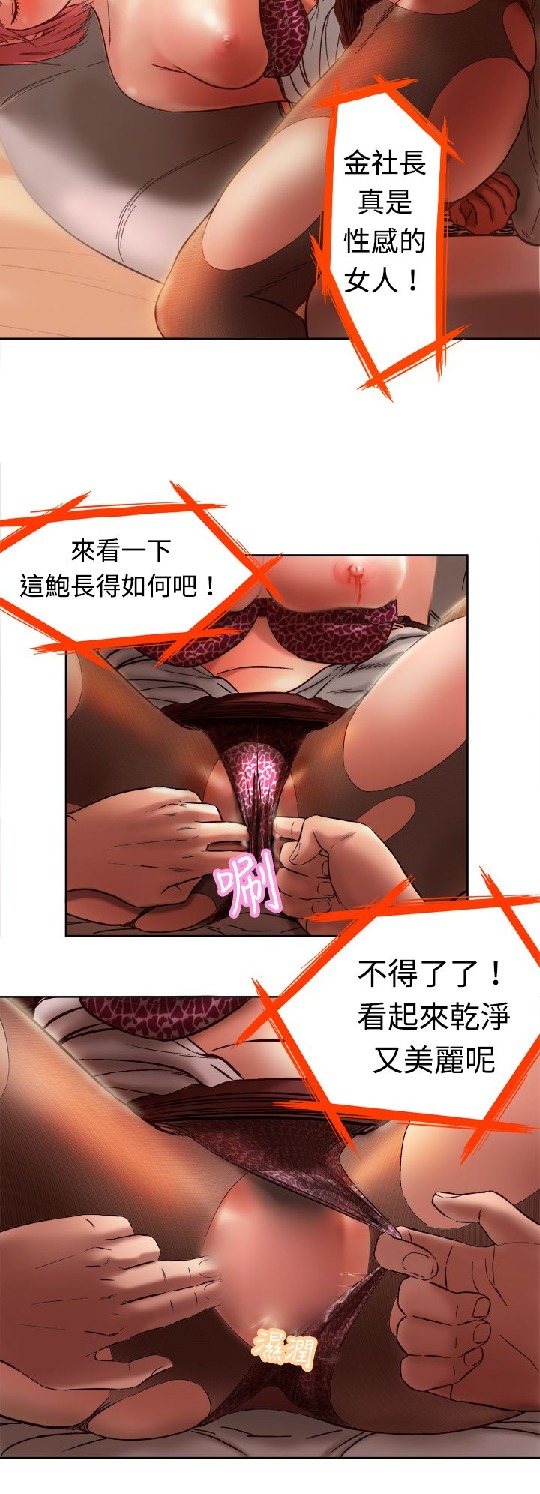 金社長
真是
性感的
女人！
來看一下
這鮑長得如何吧！
唰
不得了了！
看起來乾淨
又美麗呢
濕潤